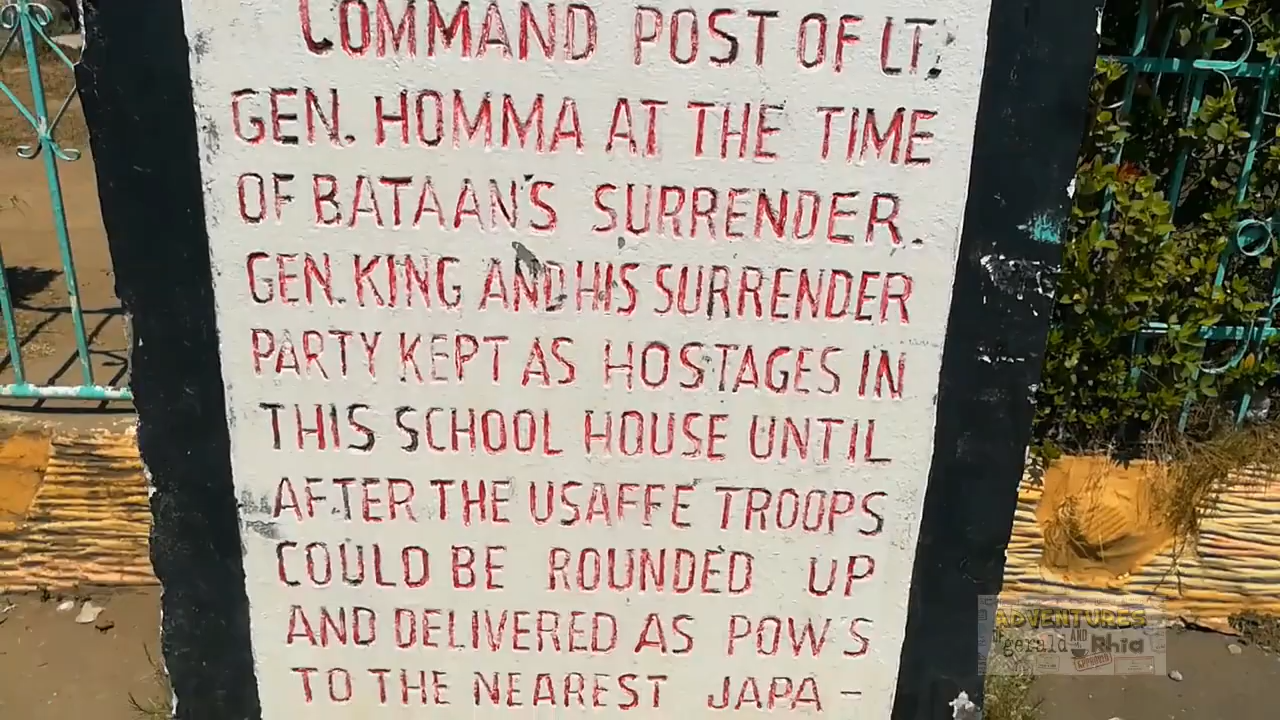 COMMAND POST OF LT.
GEN. HOMMA AT THE TIME
OF BATAAN'S SURRENDER.
GEN. KING AND HIS SURRENDER
PARTY KEPT AS HOSTAGES IN
THIS SCHOOL HOUSE UNTIL
AFTER THE USAFFE TROOPS
COULD BE ROUNDED UP
AND DELIVERED AS POW'S
TO THE NEAREST JAPA-
ADVENTURES
OF gerald AND Rhia